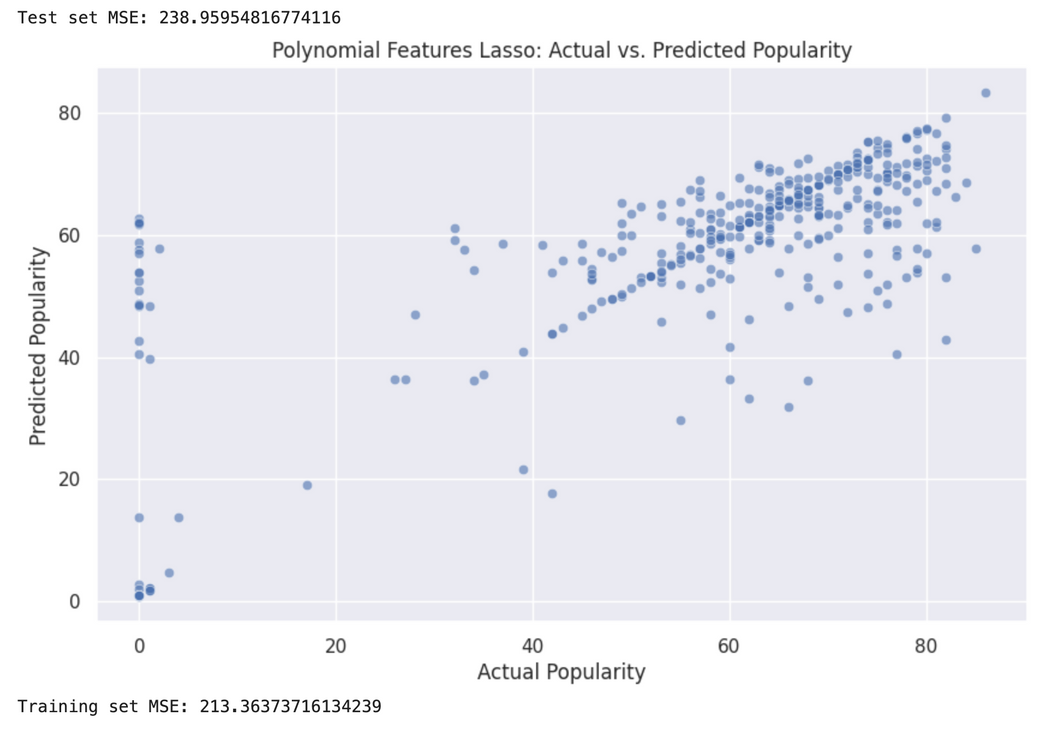 Test set MSE: 238.95954816774116
Polynomial Features Lasso: Actual vs. Predicted Popularity
80
60
40
20
0
Predicted Popularity
0 20 40 60 80
Actual Popularity
Training set MSE: 213.36373716134239